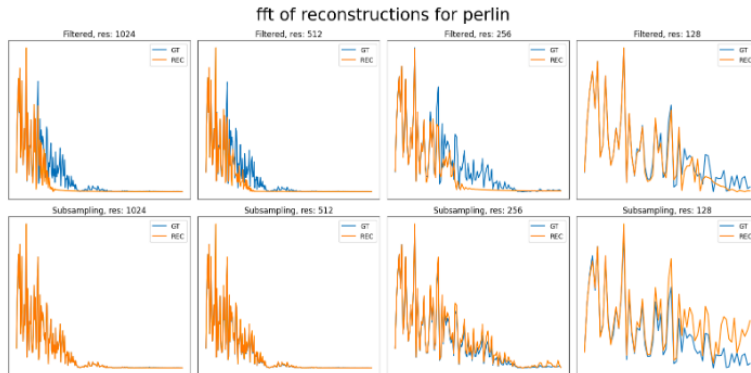 fft of reconstructions for perlin
Filtered, res: 1024
Filtered, res: 512
Filtered, res: 256
Filtered, res: 128
GT
REC
GT
REC
GT
REC
GT
REC
Subsampling, res: 1024
Subsampling, res: 512
Subsampling, res: 256
Subsampling, res: 128
GT
REC
GT
REC
GT
REC
GT
REC